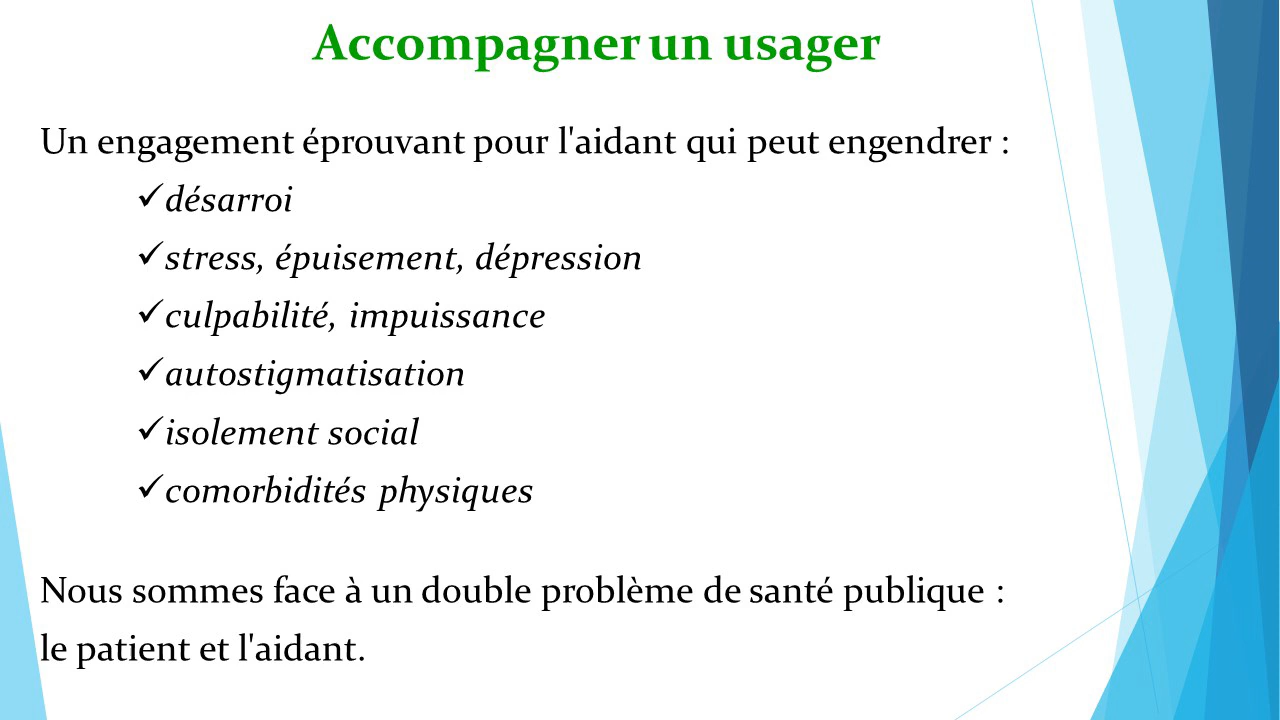 Accompagner un usager
Un engagement éprouvant pour l'aidant qui peut engendrer :
✓désarroi
✓stress, épuisement, dépression
✓culpabilité, impuissance
✓autostigmatisation
✓isolement social
✓comorbidités physiques
Nous sommes face à un double problème de santé publique :
le patient et l'aidant.